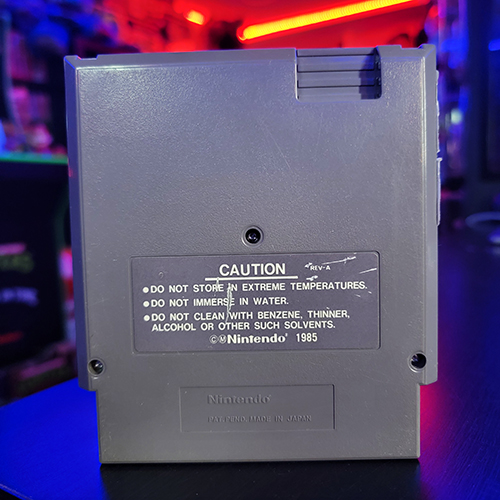 CAUTION
REV-A
●DO NOT STORE IN EXTREME TEMPERATURES.
●DO NOT IMMERSE IN WATER.
●DO NOT CLEAN WITH BENZENE, THINNER,
ALCOHOL OR OTHER SUCH SOLVENTS.
©ⓂNintendo® 1985
Nintendo®
PAT. PEND. MADE IN JAPAN